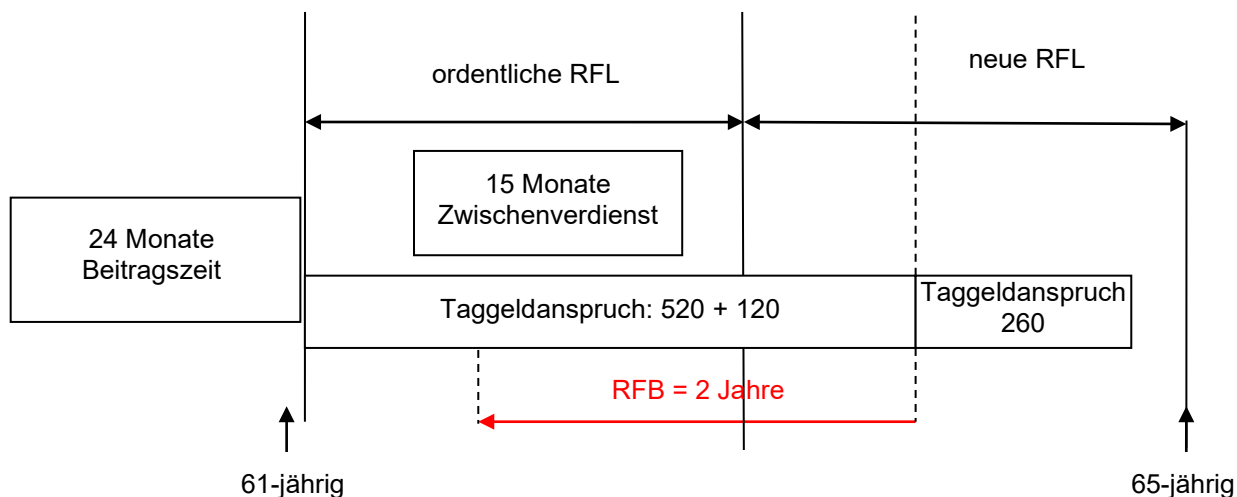 ordentliche RFL
neue RFL
15 Monate
Zwischenverdienst
24 Monate
Beitragszeit
Taggeldanspruch: 520 + 120
Taggeldanspruch
260
RFB = 2 Jahre
61-jährig
65-jährig